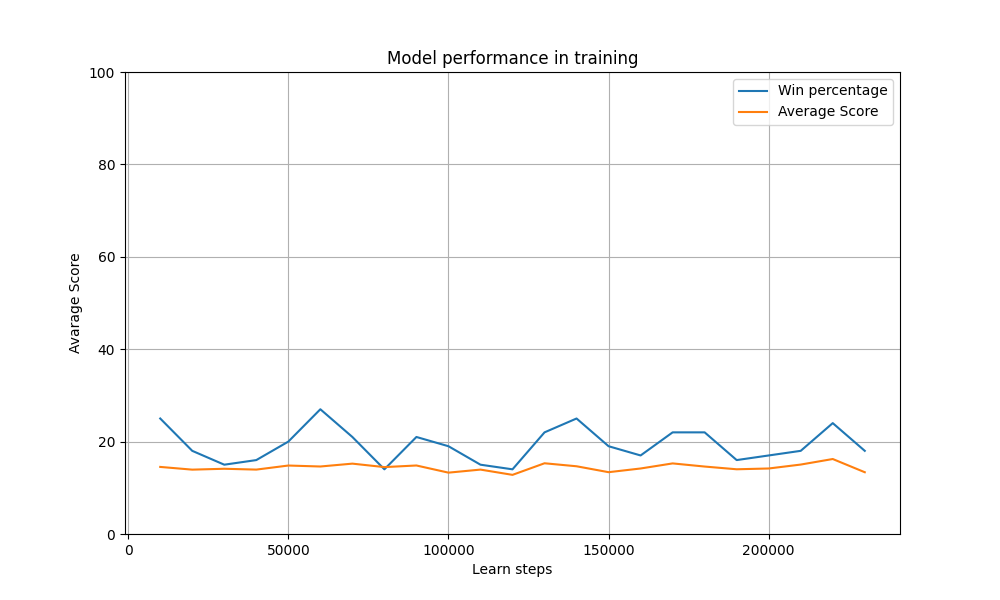 Model performance in training
Win percentage
Average Score
Avarage Score
100
80
60
40
20
0
0 50000 100000 150000 200000
Learn steps